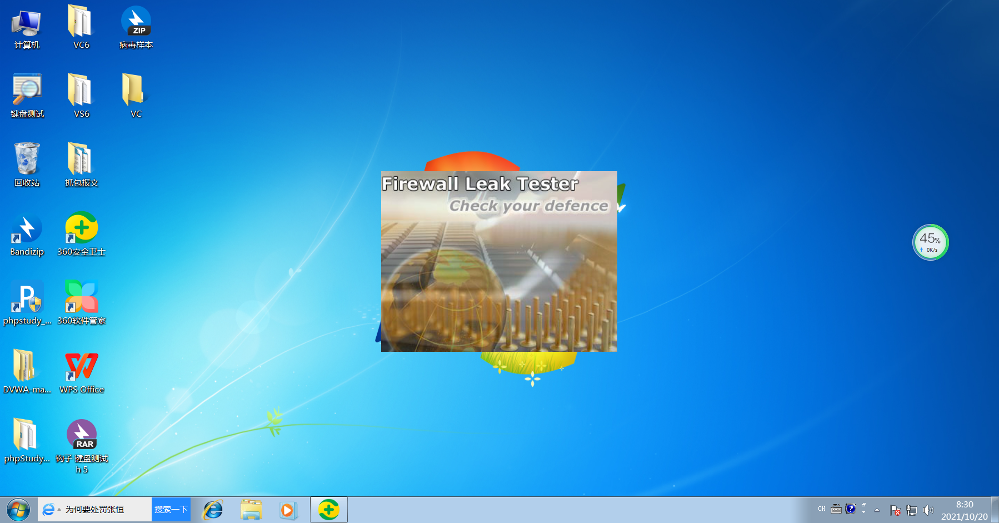 计算机
VC6
ZIP
病毒样本
键盘测试
VS6
VC
回收站
抓包报文
Bandizip
360安全卫士
phpstudy_...
360软件管家
DVWA-ma...
WPS Office
phpStudy...
RAR
钩子 键盘测试
h 5
Firewall Leak Tester
Check your defence
45%
0K/s
为何要处罚张恒
搜索一下
CH
8:30
2021/10/20